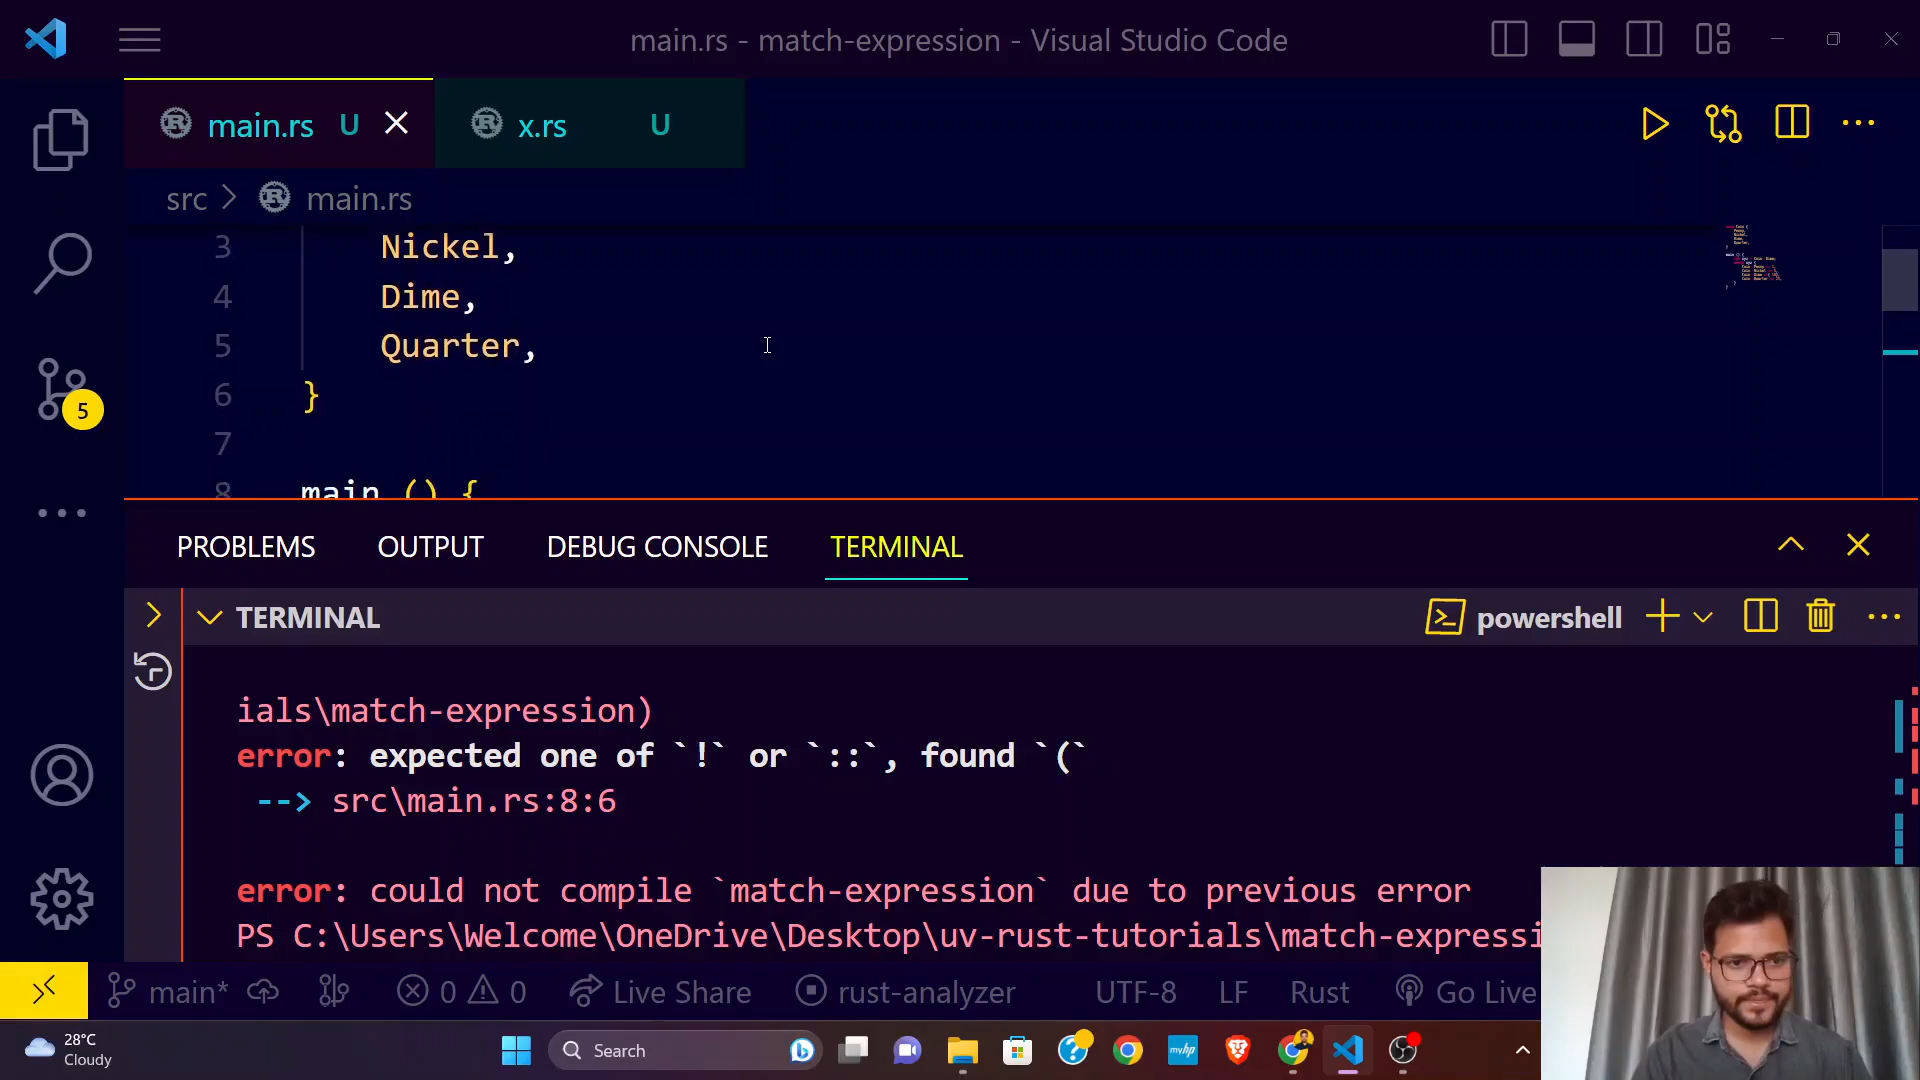 main.rs - match-expression - Visual Studio Code
main.rs U
x.rs U
src > main.rs
3 Nickel,
4 Dime,
5 Quarter,
6 }
7
8 main () {
PROBLEMS OUTPUT DEBUG CONSOLE TERMINAL
TERMINAL
powershell
ials\match-expression)
error: expected one of `!` or `::`, found `(`
--> src\main.rs:8:6
error: could not compile `match-expression` due to previous error
PS C:\Users\Welcome\OneDrive\Desktop\uv-rust-tutorials\match-expressi
5
main* 0 0 Live Share rust-analyzer UTF-8 LF Rust Go Live
28°C
Cloudy
Search
myhp